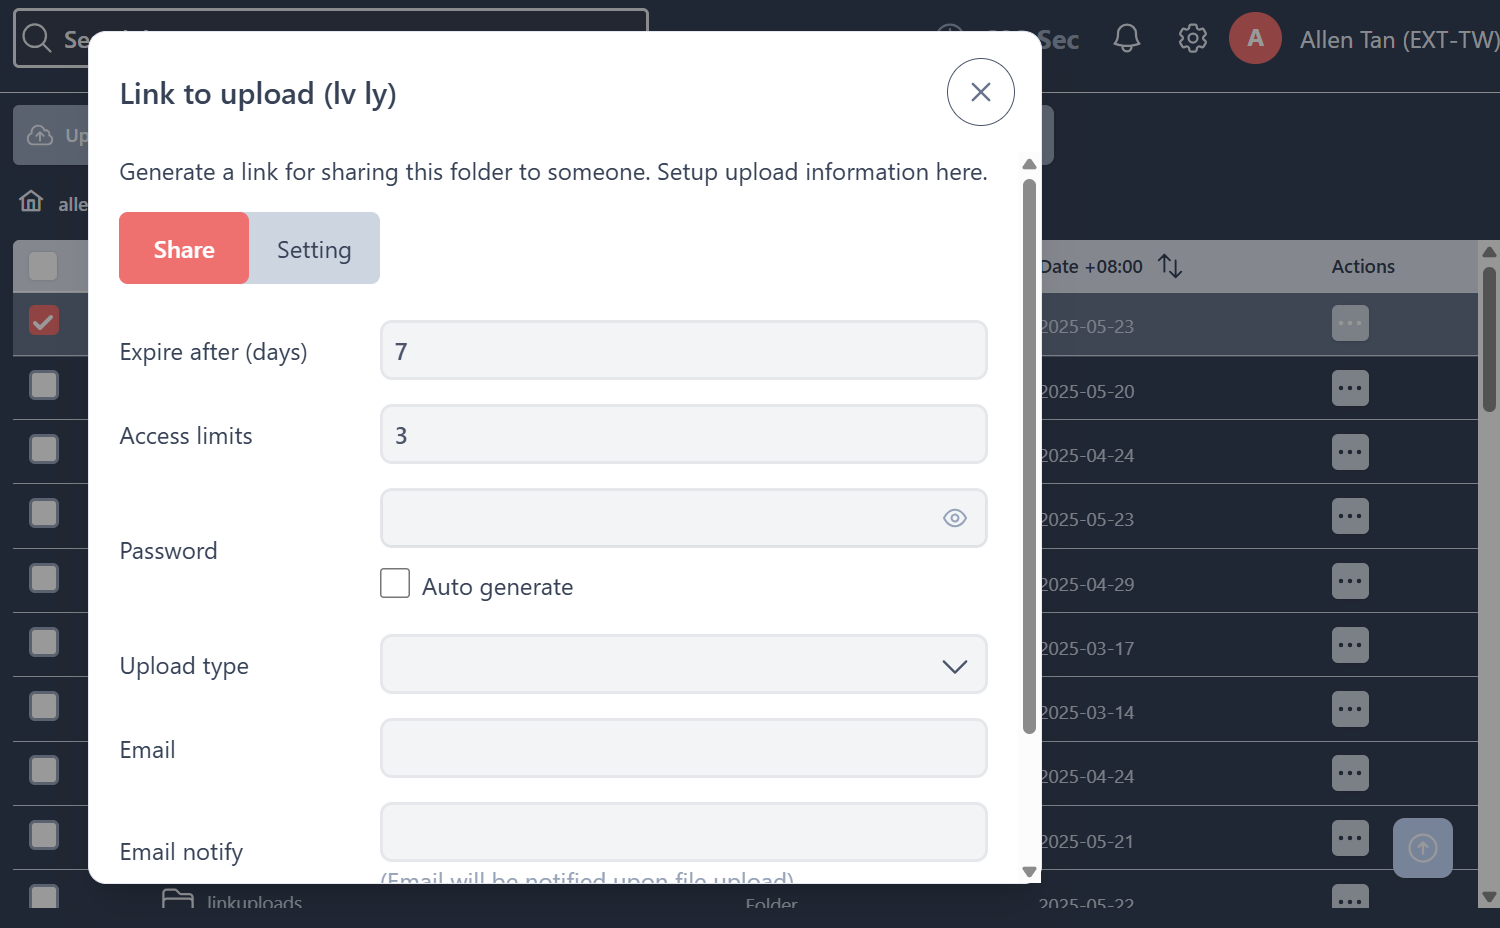 Sec
A
Allen Tan (EXT-TW)
Link to upload (lv ly)
Up
Generate a link for sharing this folder to someone. Setup upload information here.
alle
Share
Setting
Date +08:00
Actions
2025-05-23
Expire after (days)
7
2025-05-20
Access limits
3
2025-04-24
2025-05-23
Password
Auto generate
2025-04-29
Upload type
2025-03-17
2025-03-14
Email
2025-04-24
Email notify
2025-05-21
(Email will be notified upon file upload)
linkuploads
Folder
2025-05-22